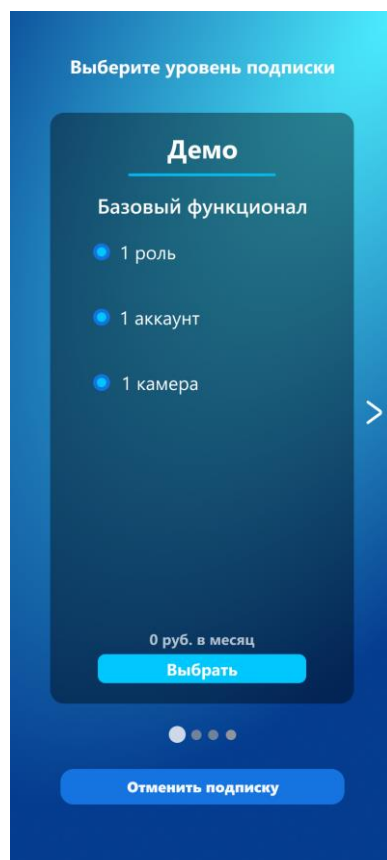 Выберите уровень подписки
Демо
Базовый функционал
1 роль
1 аккаунт
1 камера
0 руб. в месяц
Выбрать
Отменить подписку